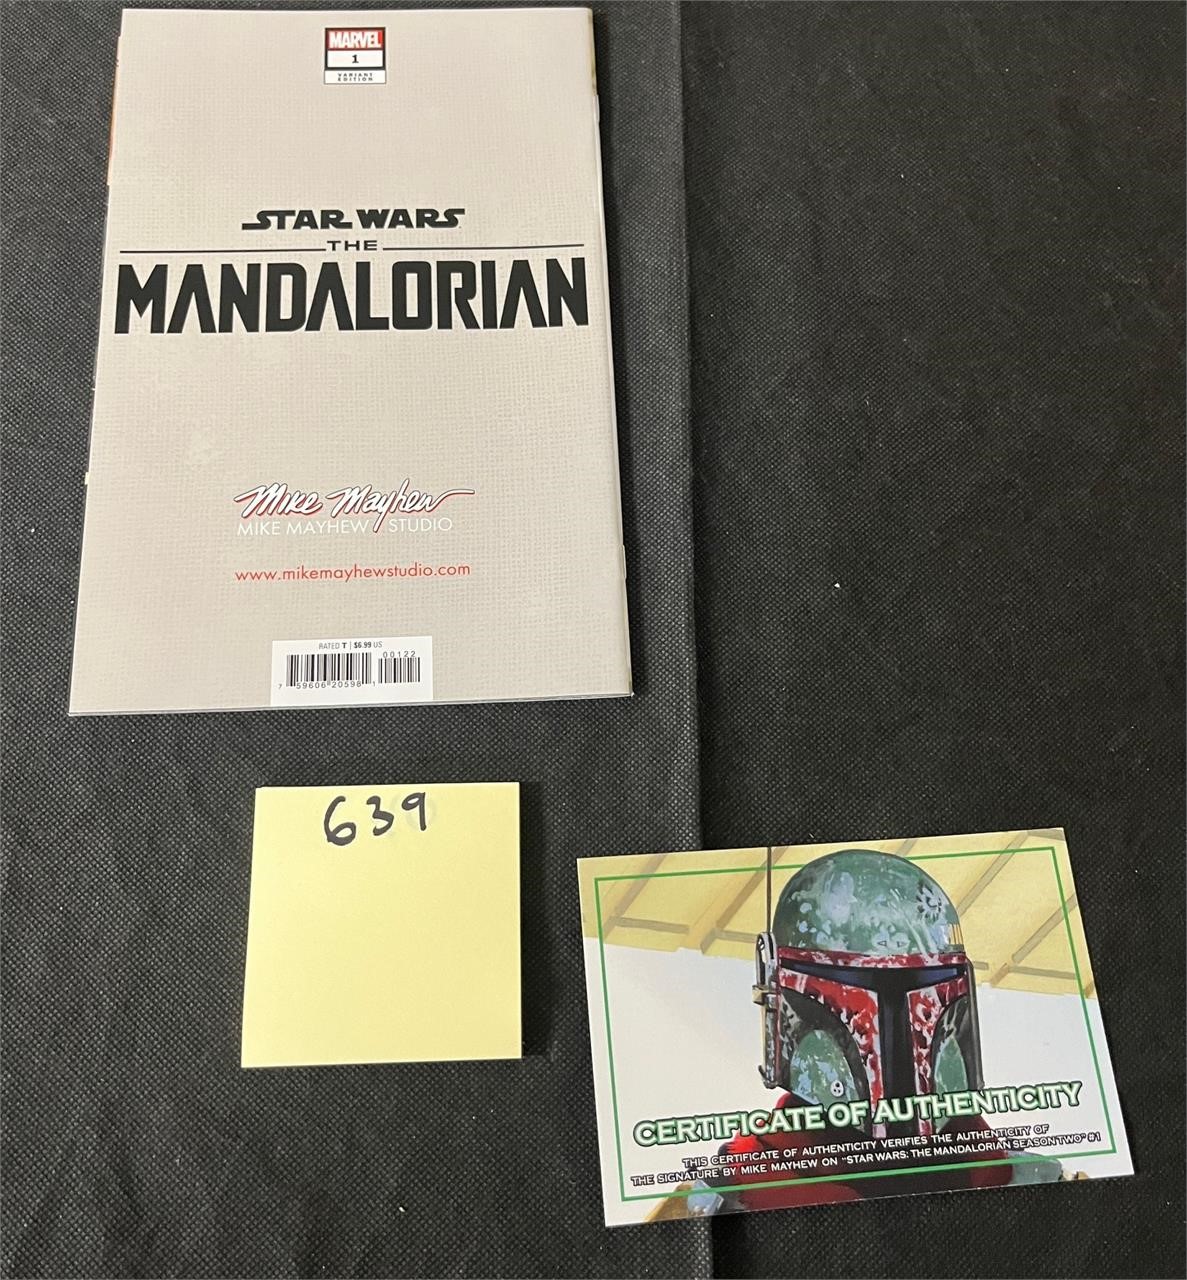 MARVEL
1
VARIANT
EDITION
STAR WARS
THE
MANDALORIAN
Mike Mayhew
MIKE MAYHEW STUDIO
www.mikemayhewstudio.com
RATED T | $6.99 US
00122
7 59606 20598 1
639
CERTIFICATE OF AUTHENTICITY
THIS CERTIFICATE OF AUTHENTICITY VERIFIES THE AUTHENTICITY OF
THE SIGNATURE BY MIKE MAYHEW ON "STAR WARS: THE MANDALORIAN SEASON TWO" #1